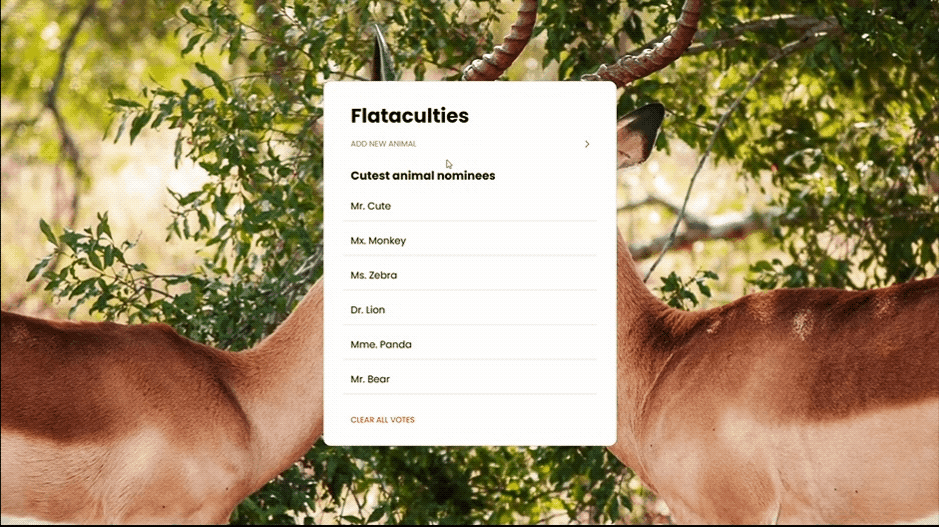 Flataculties
ADD NEW ANIMAL
Cutest animal nominees
Mr. Cute
Mx. Monkey
Ms. Zebra
Dr. Lion
Mme. Panda
Mr. Bear
CLEAR ALL VOTES